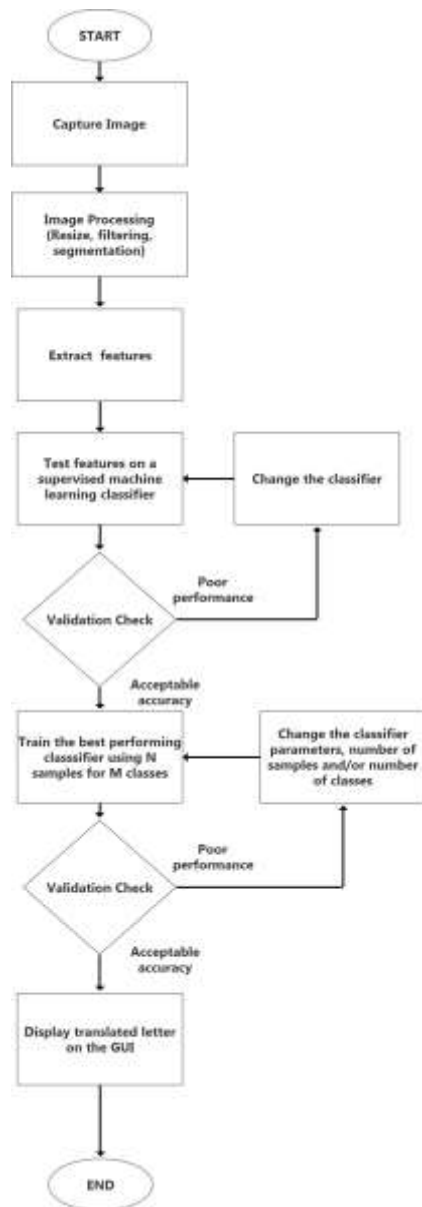 START
Capture Image
Image Processing
(Resize, filtering,
segmentation)
Extract features
Test features on a
supervised machine
learning classifier
Change the classifier
Poor
performance
Validation Check
Acceptable
accuracy
Train the best performing
classsifier using N
samples for M classes
Change the classifier
parameters, number of
samples and/or number
of classes
Poor
performance
Validation Check
Acceptable
accuracy
Display translated letter
on the GUI
END